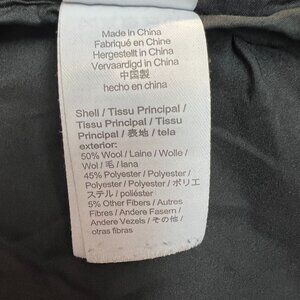 Made in China
Fabriqué en Chine
Hergestellt in China
Vervaardigd in China
中国製
hecho en china
Shell / Tissu Principal /
Tissu Principal / Tissu
Principal / 表地 / tela
exterior:
50% Wool / Laine / Wolle /
Wol / 毛 / lana
45% Polyester / Polyester /
Polyester / Polyester / ポリエ
ステル / poliéster
5% Other Fibers / Autres
Fibres / Andere Fasern /
Andere Vezels / その他 /
otras fibras